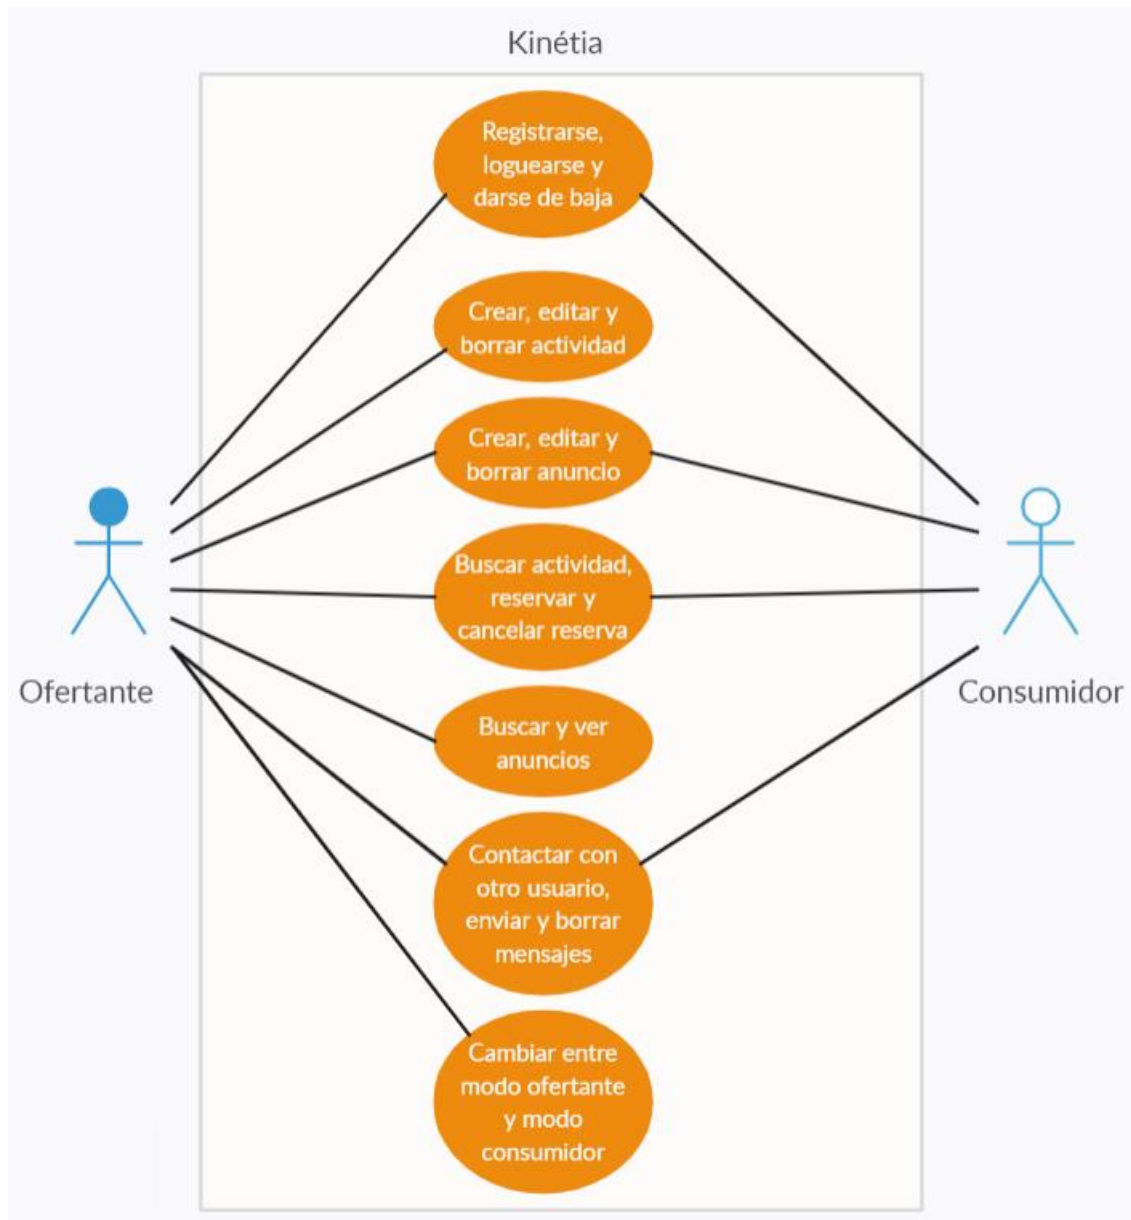 Kinétia
Registrarse,
loguearse y
darse de baja
Crear, editar y
borrar actividad
Crear, editar y
borrar anuncio
Buscar actividad,
reservar y
cancelar reserva
Ofertante
Consumidor
Buscar y ver
anuncios
Contactar con
otro usuario,
enviar y borrar
mensajes
Cambiar entre
modo ofertante
y modo
consumidor